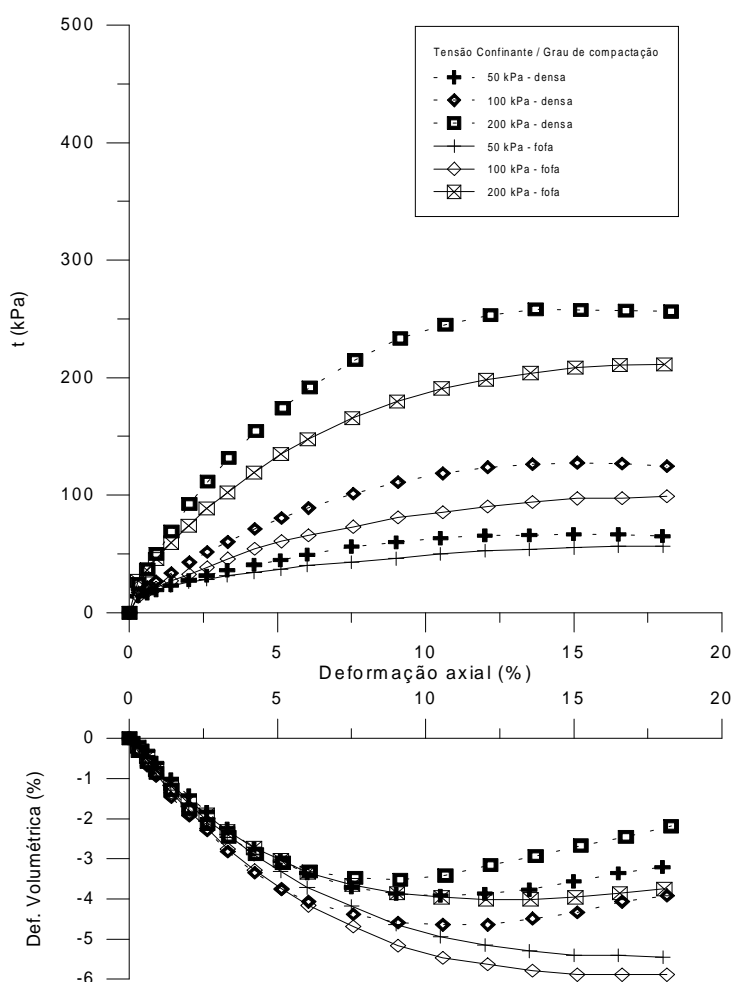 500
400
300
200
100
0
t (kPa)
Tensão Confinante / Grau de compactação
50 kPa - densa
100 kPa - densa
200 kPa - densa
50 kPa - fofa
100 kPa - fofa
200 kPa - fofa
0 5 10 15 20
Deformação axial (%)
0 5 10 15 20
0
-1
-2
-3
-4
-5
-6
Def. Volumétrica (%)